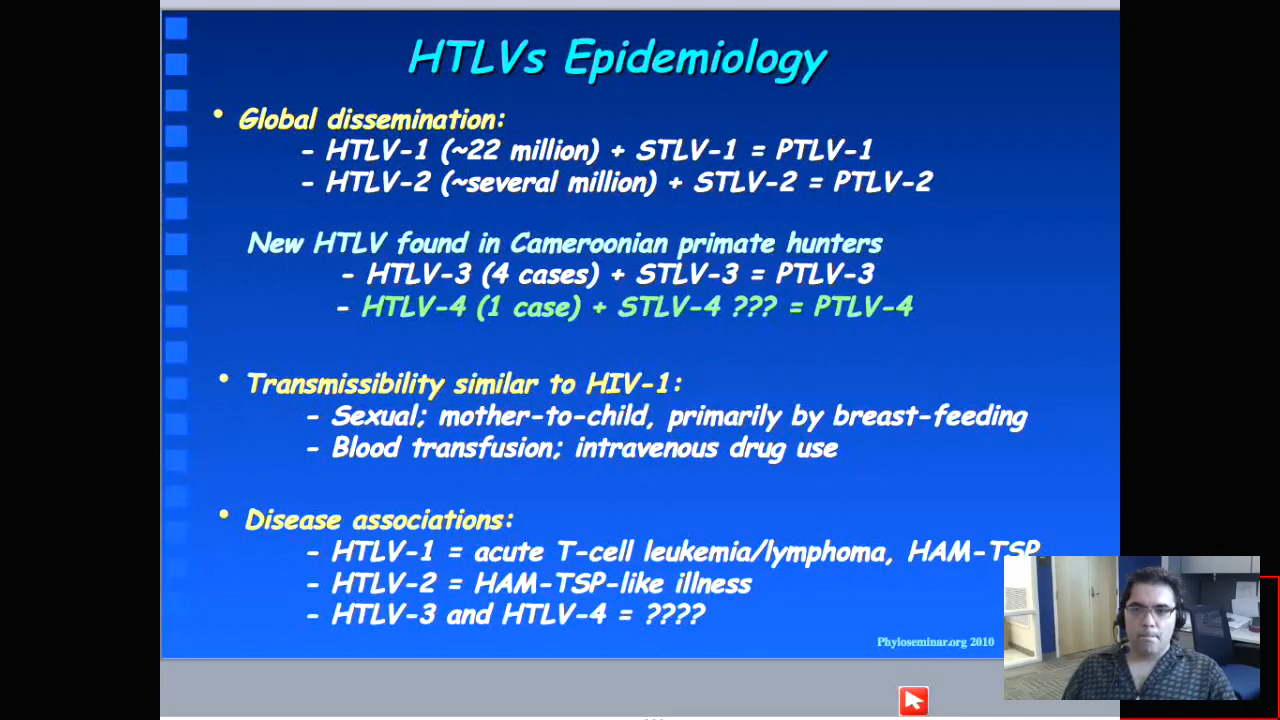 HTLVs Epidemiology
• Global dissemination:
- HTLV-1 (~22 million) + STLV-1 = PTLV-1
- HTLV-2 (~several million) + STLV-2 = PTLV-2
New HTLV found in Cameroonian primate hunters
- HTLV-3 (4 cases) + STLV-3 = PTLV-3
- HTLV-4 (1 case) + STLV-4 ??? = PTLV-4
• Transmissibility similar to HIV-1:
- Sexual; mother-to-child, primarily by breast-feeding
- Blood transfusion; intravenous drug use
• Disease associations:
- HTLV-1 = acute T-cell leukemia/lymphoma, HAM-TSP
- HTLV-2 = HAM-TSP-like illness
- HTLV-3 and HTLV-4 = ????
Phyloseminar.org 2010